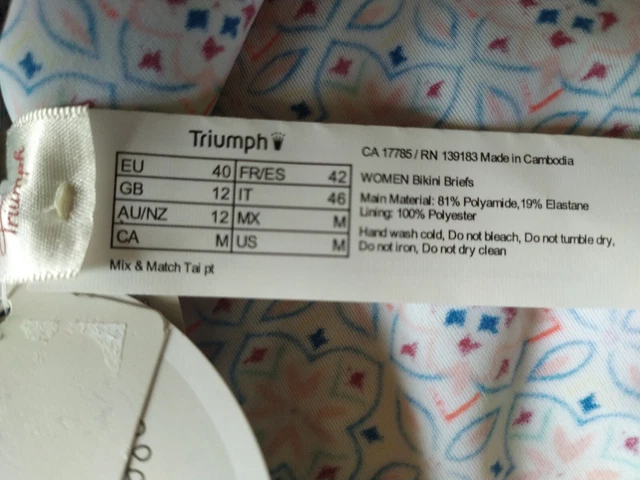 Triumph
Triumph
EU 40 FR/ES 42
GB 12 IT 46
AU/NZ 12 MX M
CA M US M
Mix & Match Tai pt
CA 17785 / RN 139183 Made in Cambodia
WOMEN Bikini Briefs
Main Material: 81% Polyamide,19% Elastane
Lining: 100% Polyester
Hand wash cold, Do not bleach, Do not tumble dry,
Do not iron, Do not dry clean